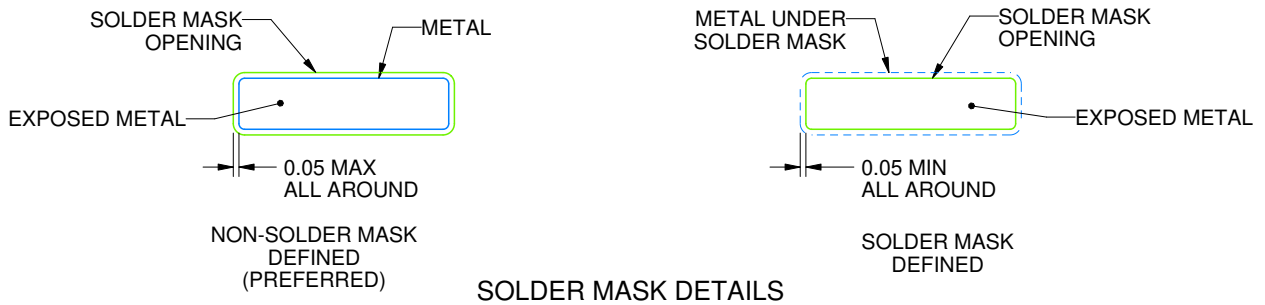 SOLDER MASK
OPENING
METAL
EXPOSED METAL
0.05 MAX
ALL AROUND
NON-SOLDER MASK
DEFINED
(PREFERRED)
METAL UNDER
SOLDER MASK
SOLDER MASK
OPENING
EXPOSED METAL
0.05 MIN
ALL AROUND
SOLDER MASK
DEFINED
SOLDER MASK DETAILS